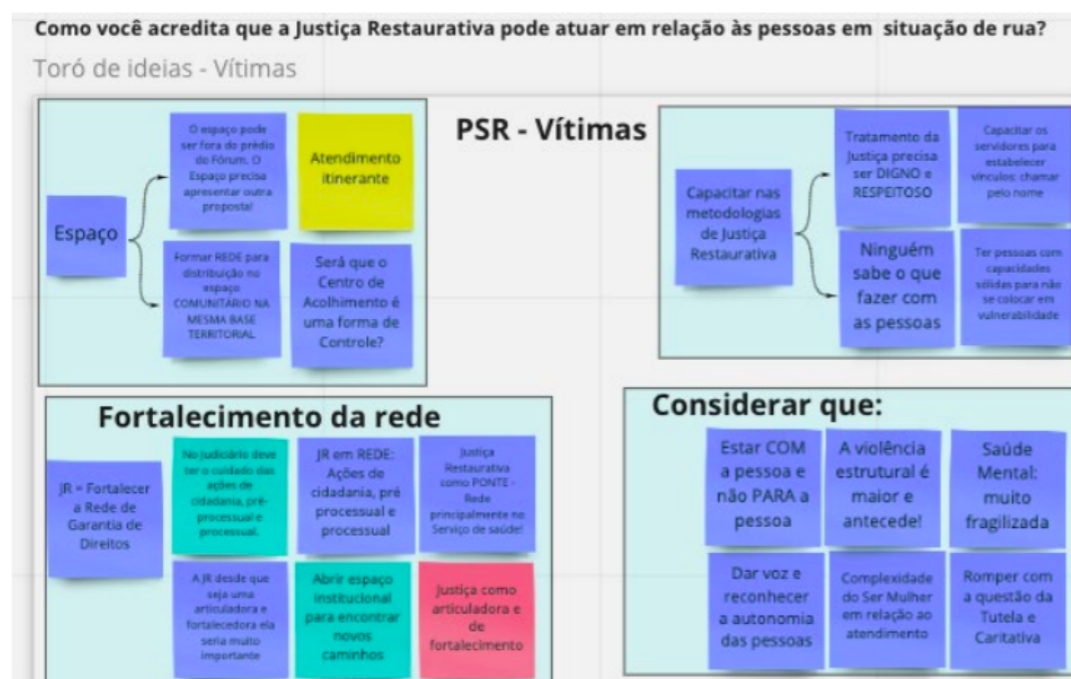 Como você acredita que a Justiça Restaurativa pode atuar em relação às pessoas em situação de rua?
Toró de ideias - Vítimas
PSR - Vítimas
Espaço
O espaço pode
ser fora do prédio
do Fórum. O
Espaço precisa
apresentar outra
proposta!
Atendimento
itinerante
Formar REDE para
distribuição no
espaço
COMUNITÁRIO NA
MESMA BASE
TERRITORIAL
Será que o
Centro de
Acolhimento é
uma forma de
Controle?
Capacitar nas
metodologias
de Justiça
Restaurativa
Tratamento da
Justiça precisa
ser DIGNO e
RESPEITOSO
Capacitar os
servidores para
estabelecer
vínculos: chamar
pelo nome
Ninguém
sabe o que
fazer com
as pessoas
Ter pessoas com
capacidades
sólidas para não
se colocar em
vulnerabilidade
Fortalecimento da rede
JR = Fortalecer
a Rede de
Garantia de
Direitos
No Judiciário deve
ter o cuidado das
ações de
cidadania, pré-
processual e
processual.
JR em REDE:
Ações de
cidadania, pré
processual e
processual
Justiça
Restaurativa
como PONTE -
Rede
principalmente no
Serviço de saúde!
A JR desde que
seja uma
articuladora e
fortalecedora ela
seria muito
importante
Abrir espaço
institucional
para encontrar
novos
caminhos
Justiça como
articuladora e
de
fortalecimento
Considerar que:
Estar COM
a pessoa e
não PARA a
pessoa
A violência
estrutural é
maior e
antecede!
Saúde
Mental:
muito
fragilizada
Dar voz e
reconhecer
a autonomia
das pessoas
Complexidade
do Ser Mulher
em relação ao
atendimento
Romper com
a questão da
Tutela e
Caritativa